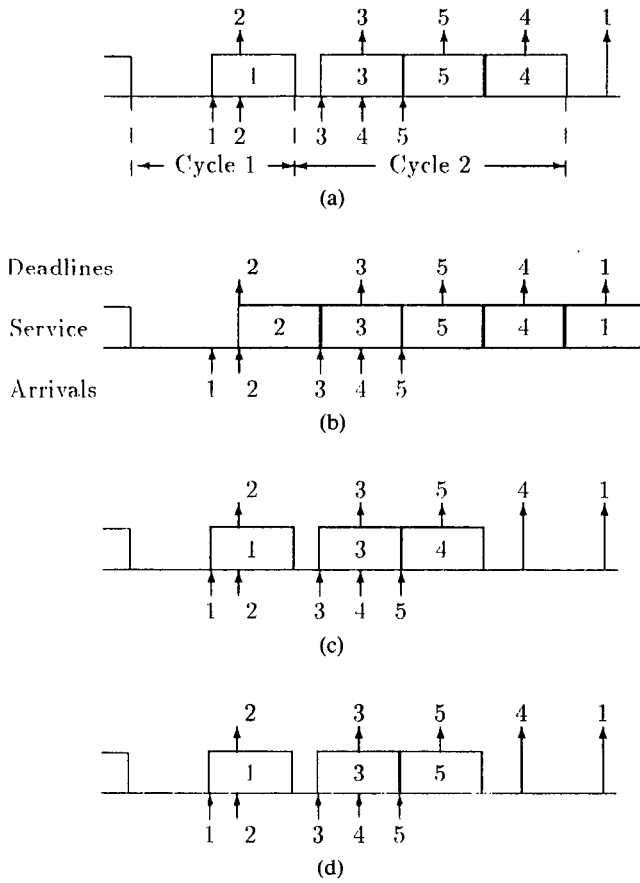 2 3 5 4 1
1 3 5 4
1 2 3 4 5
Cycle 1 Cycle 2
(a)
Deadlines 2 3 5 4 1
Service 2 3 5 4 1
Arrivals 1 2 3 4 5
(b)
2 3 5 4 1
1 3 4
1 2 3 4 5
(c)
2 3 5 4 1
1 3 5
1 2 3 4 5
(d)